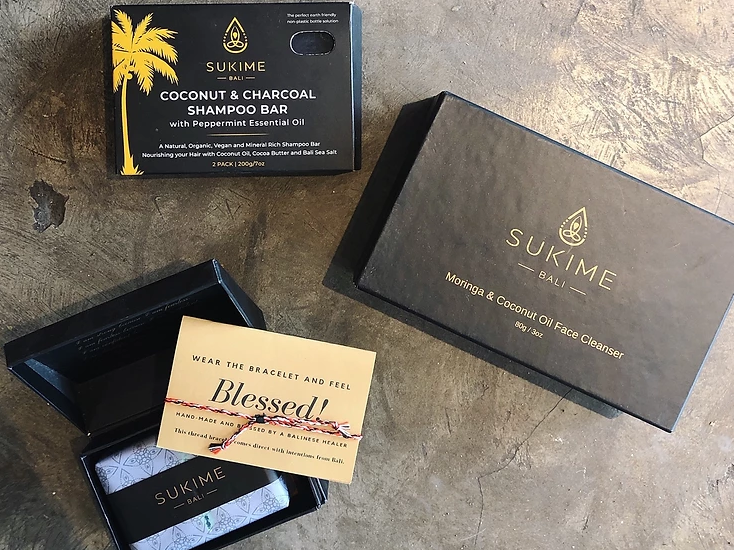 The perfect earth friendly
non-plastic bottle solution
SUKIME
BALI
COCONUT & CHARCOAL
SHAMPOO BAR
with Peppermint Essential Oil
A Natural, Organic, Vegan and Mineral Rich Shampoo Bar
Nourishing your Hair with Coconut Oil, Cocoa Butter and Bali Sea Salt
2 PACK | 200g/7oz
SUKIME
BALI
Moringa & Coconut Oil Face Cleanser
80g / 3oz
WEAR THE BRACELET AND FEEL
Blessed!
HAND-MADE AND BLESSED BY A BALINESE HEALER
This thread bracelet comes direct with intentions from Bali.
SUKIME
BALI